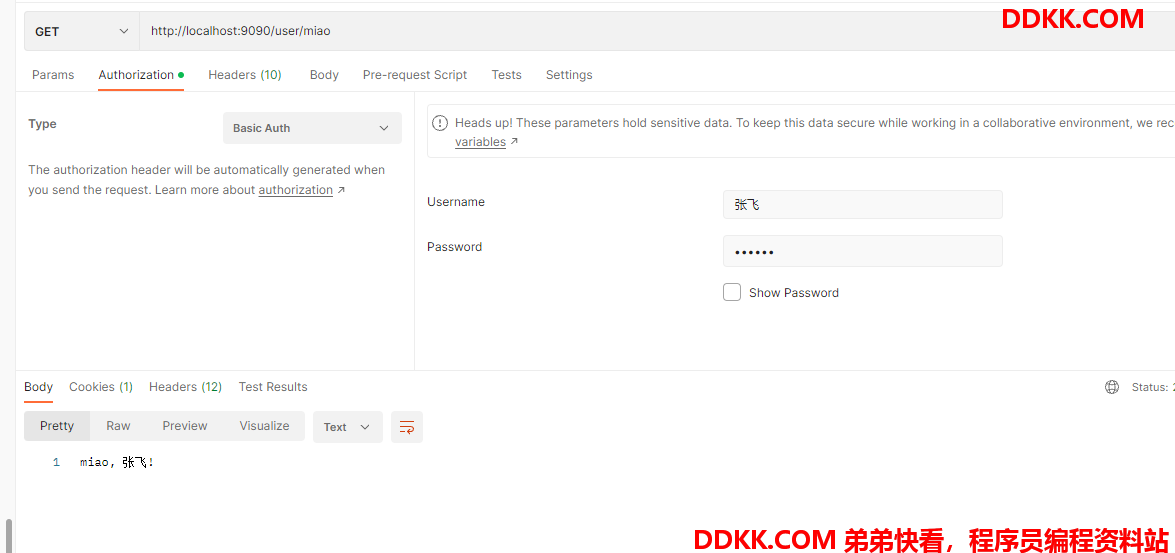 DDKK.COM
GET http://localhost:9090/user/miao
Params Authorization Headers (10) Body Pre-request Script Tests Settings
Type Basic Auth
The authorization header will be automatically generated when
you send the request. Learn more about authorization ↗
Heads up! These parameters hold sensitive data. To keep this data secure while working in a collaborative environment, we rec
variables ↗
Username 张飞
Password ••••••
Show Password
Body Cookies (1) Headers (12) Test Results Status: 2
Pretty Raw Preview Visualize Text
1 miao, 张飞!
DDKK.COM 弟弟快看，程序员编程资料站